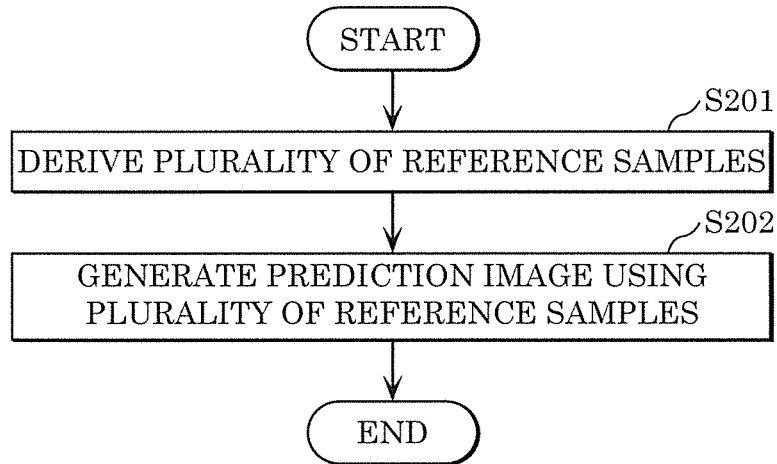 START
S201
DERIVE PLURALITY OF REFERENCE SAMPLES
S202
GENERATE PREDICTION IMAGE USING
PLURALITY OF REFERENCE SAMPLES
END